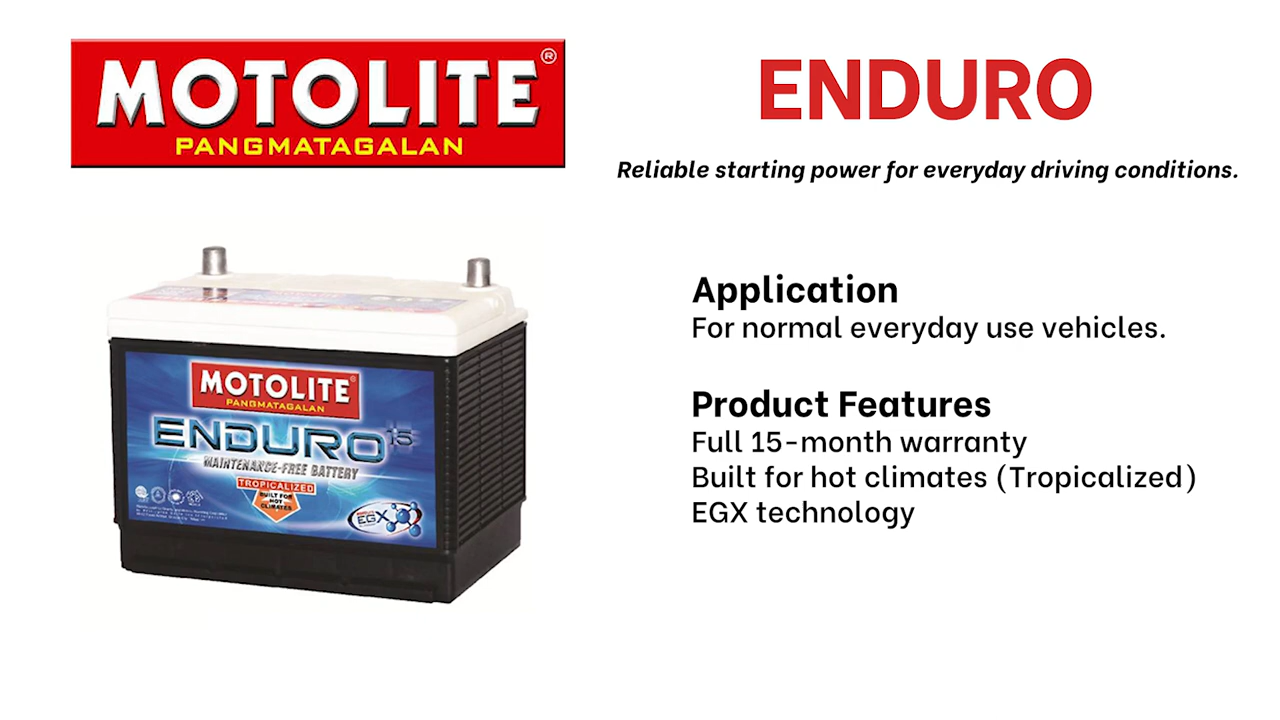 MOTOLITE®
PANGMATAGALAN
ENDURO
Reliable starting power for everyday driving conditions.
Application
For normal everyday use vehicles.
Product Features
Full 15-month warranty
Built for hot climates (Tropicalized)
EGX technology
MOTOLITE
PANGMATAGALAN
ENDURO
MAINTENANCE-FREE BATTERY
TROPICALIZED
BUILT FOR
HOT
CLIMATES
EGX